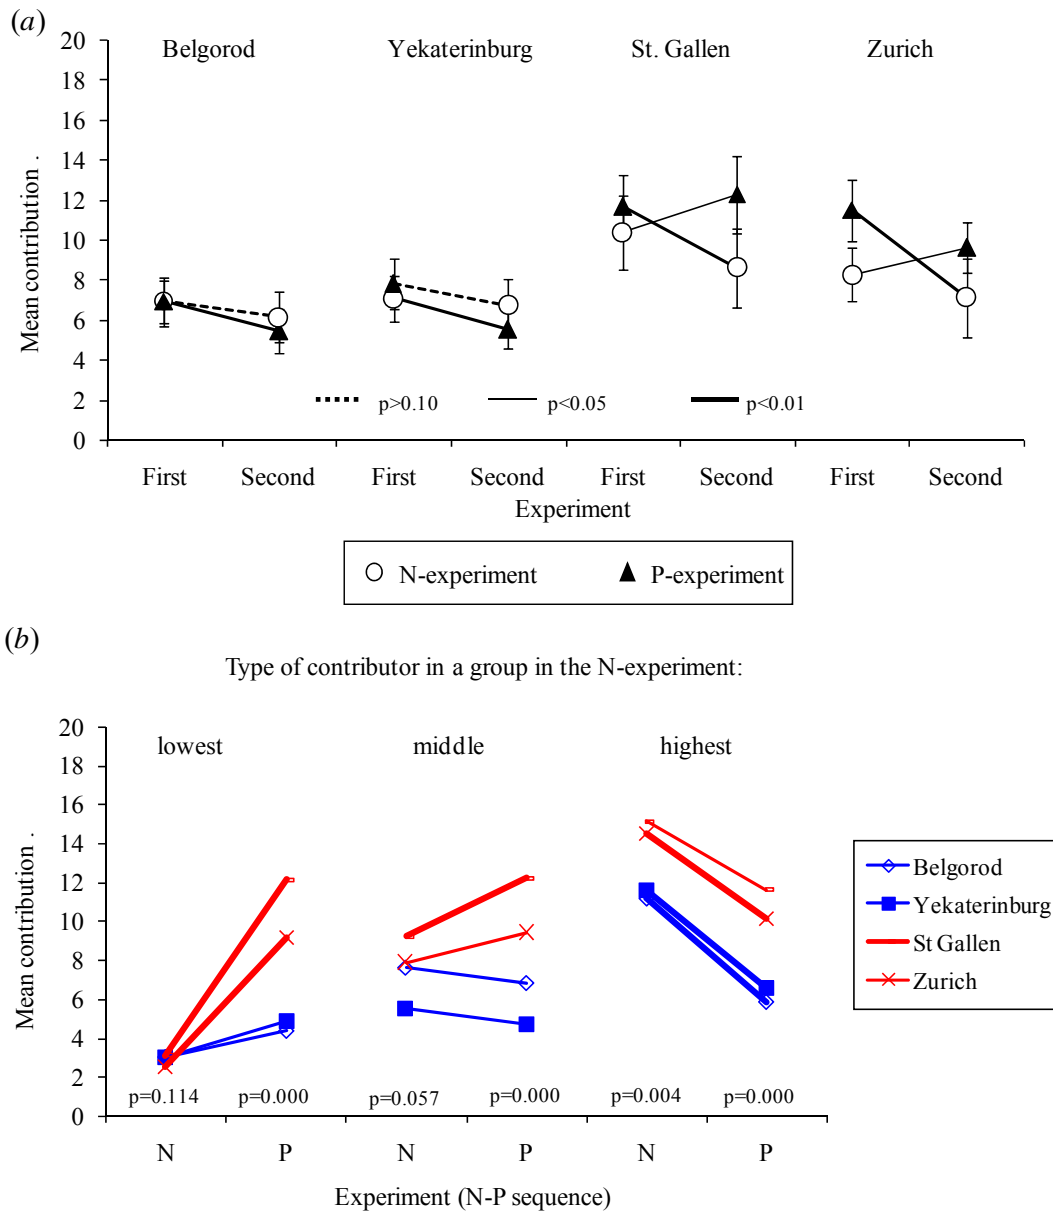 (a)
20
18
16
14
12
10
8
6
4
2
0
Mean contribution .
Belgorod Yekaterinburg St. Gallen Zurich
p>0.10 p<0.05 p<0.01
First Second First Second First Second First Second
Experiment
N-experiment P-experiment
(b)
Type of contributor in a group in the N-experiment:
20
18
16
14
12
10
8
6
4
2
0
Mean contribution .
lowest middle highest
p=0.114 p=0.000 p=0.057 p=0.000 p=0.004 p=0.000
N P N P N P
Experiment (N-P sequence)
Belgorod
Yekaterinburg
St Gallen
Zurich